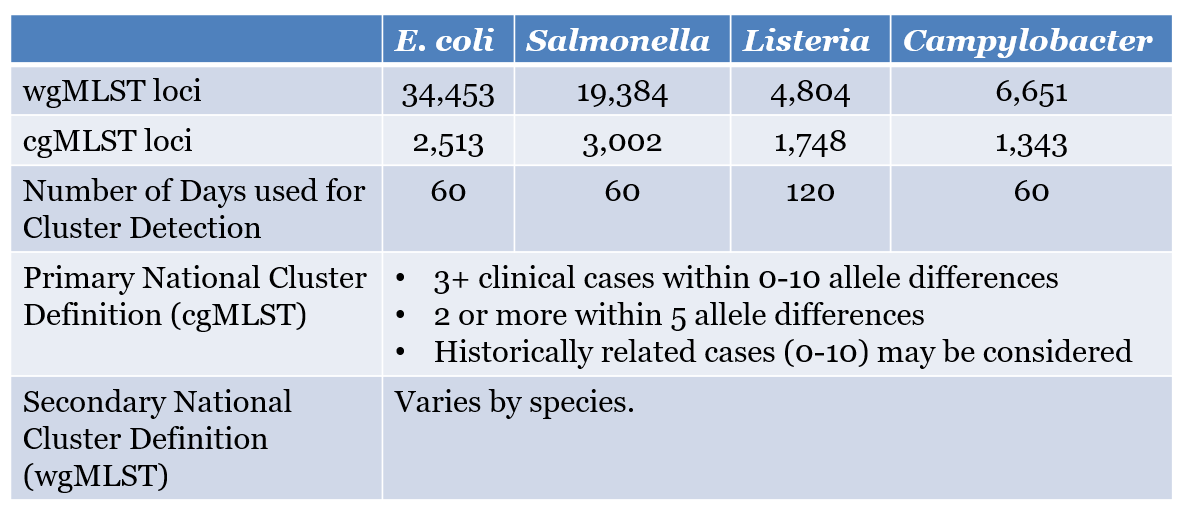 E. coli Salmonella Listeria Campylobacter
wgMLST loci 34,453 19,384 4,804 6,651
cgMLST loci 2,513 3,002 1,748 1,343
Number of Days used for 60 60 120 60
Cluster Detection
Primary National Cluster
Definition (cgMLST)
• 3+ clinical cases within 0-10 allele differences
• 2 or more within 5 allele differences
• Historically related cases (0-10) may be considered
Secondary National
Cluster Definition
(wgMLST)
Varies by species.